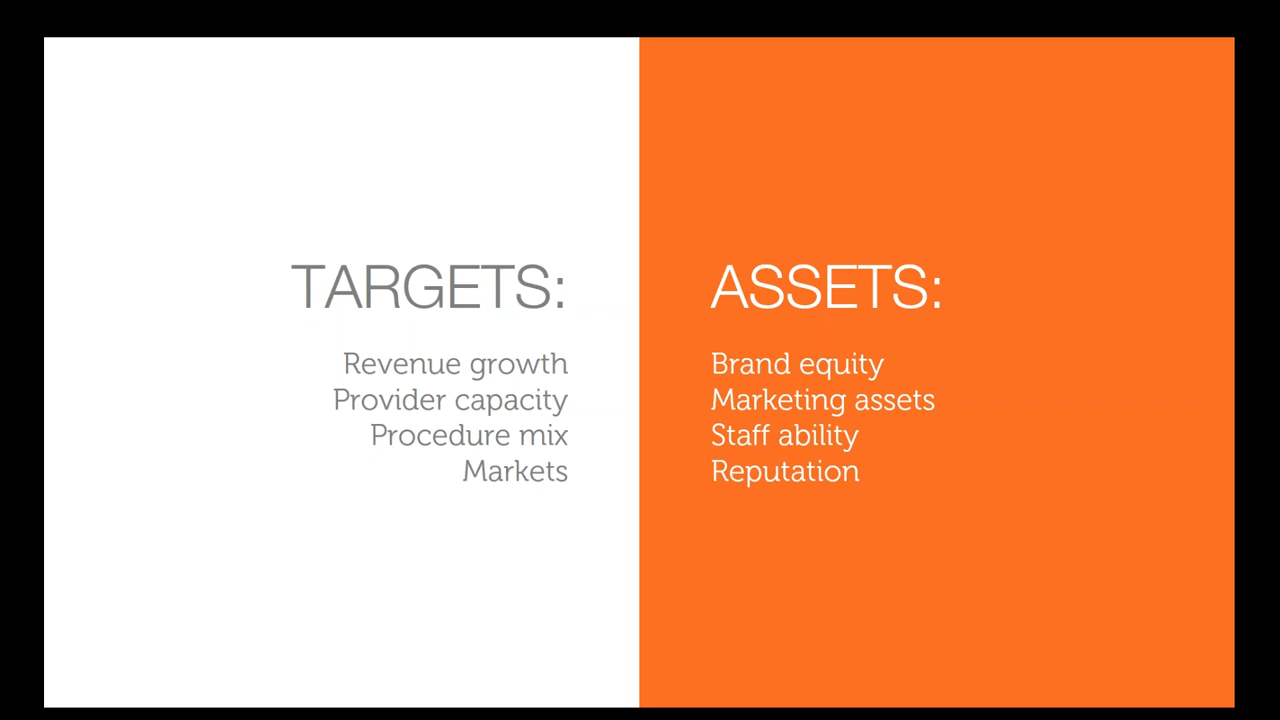 TARGETS:
Revenue growth
Provider capacity
Procedure mix
Markets
ASSETS:
Brand equity
Marketing assets
Staff ability
Reputation